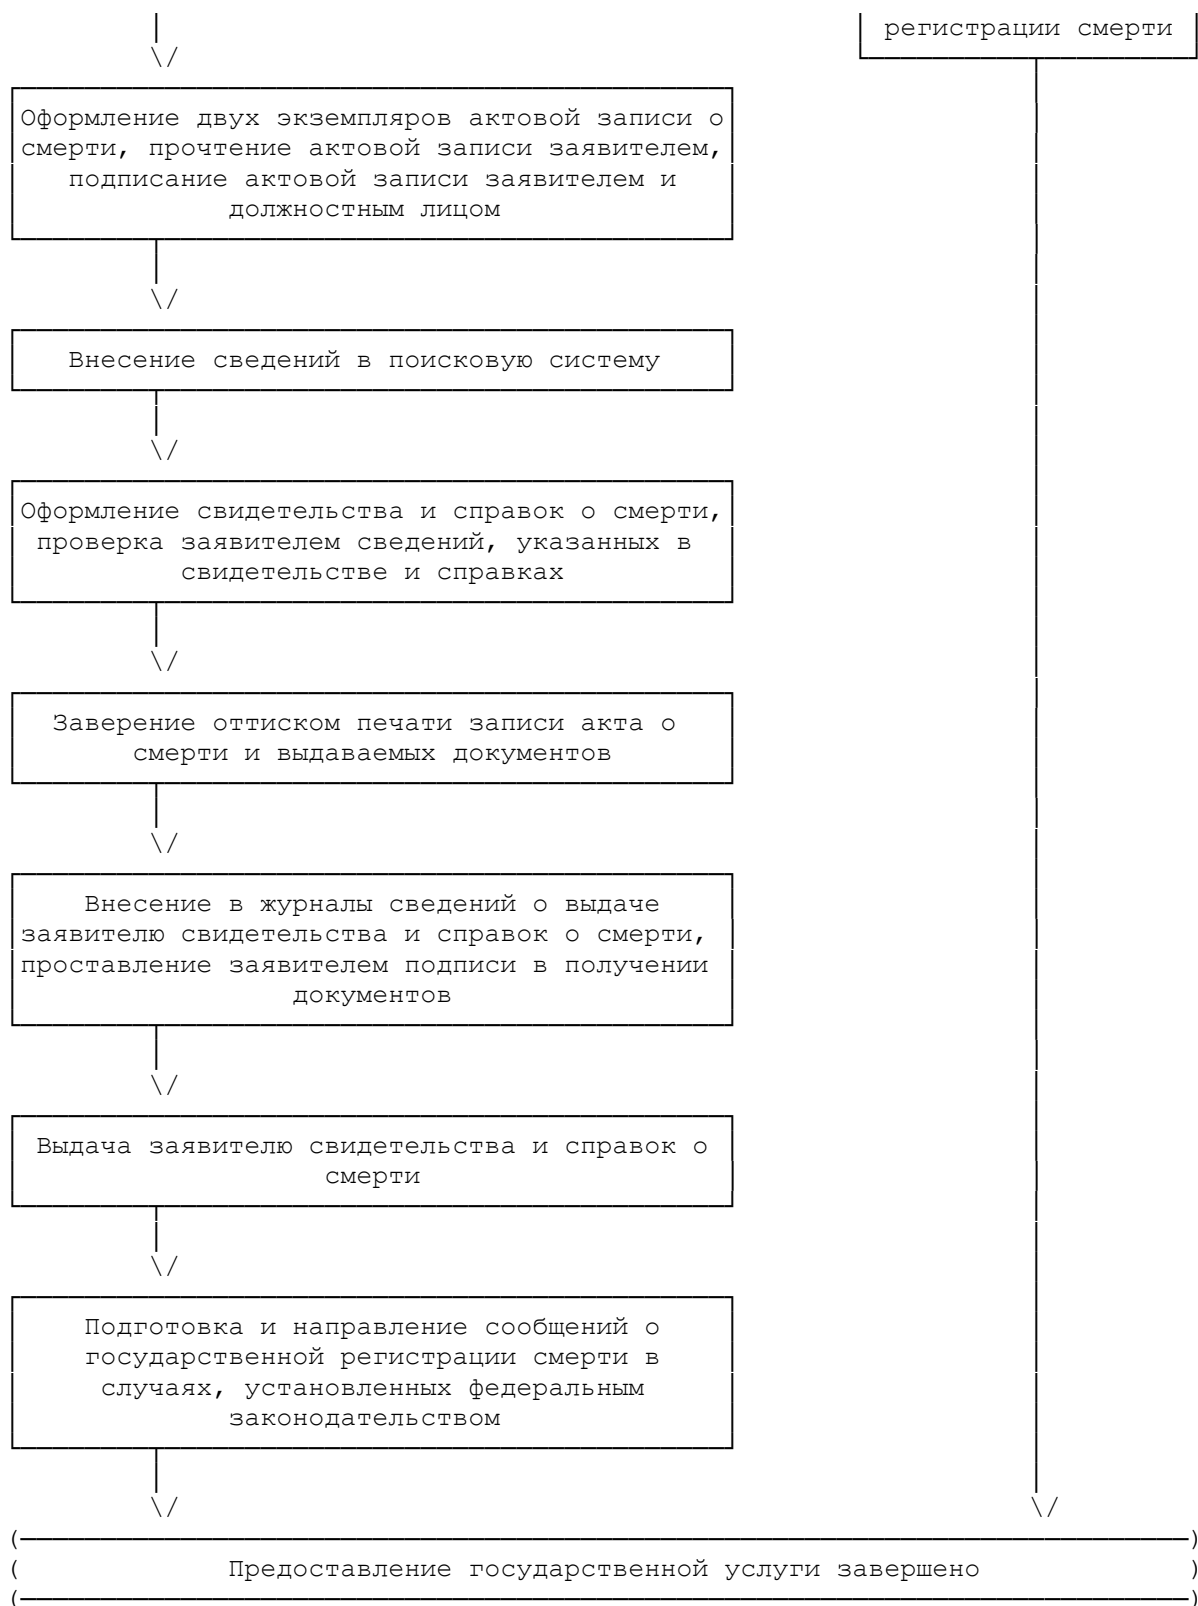 регистрации смерти
Оформление двух экземпляров актовой записи о
смерти, прочтение актовой записи заявителем,
подписание актовой записи заявителем и
должностным лицом
Внесение сведений в поисковую систему
Оформление свидетельства и справок о смерти,
проверка заявителем сведений, указанных в
свидетельстве и справках
Заверение оттиском печати записи акта о
смерти и выдаваемых документов
Внесение в журналы сведений о выдаче
заявителю свидетельства и справок о смерти,
проставление заявителем подписи в получении
документов
Выдача заявителю свидетельства и справок о
смерти
Подготовка и направление сообщений о
государственной регистрации смерти в
случаях, установленных федеральным
законодательством
Предоставление государственной услуги завершено